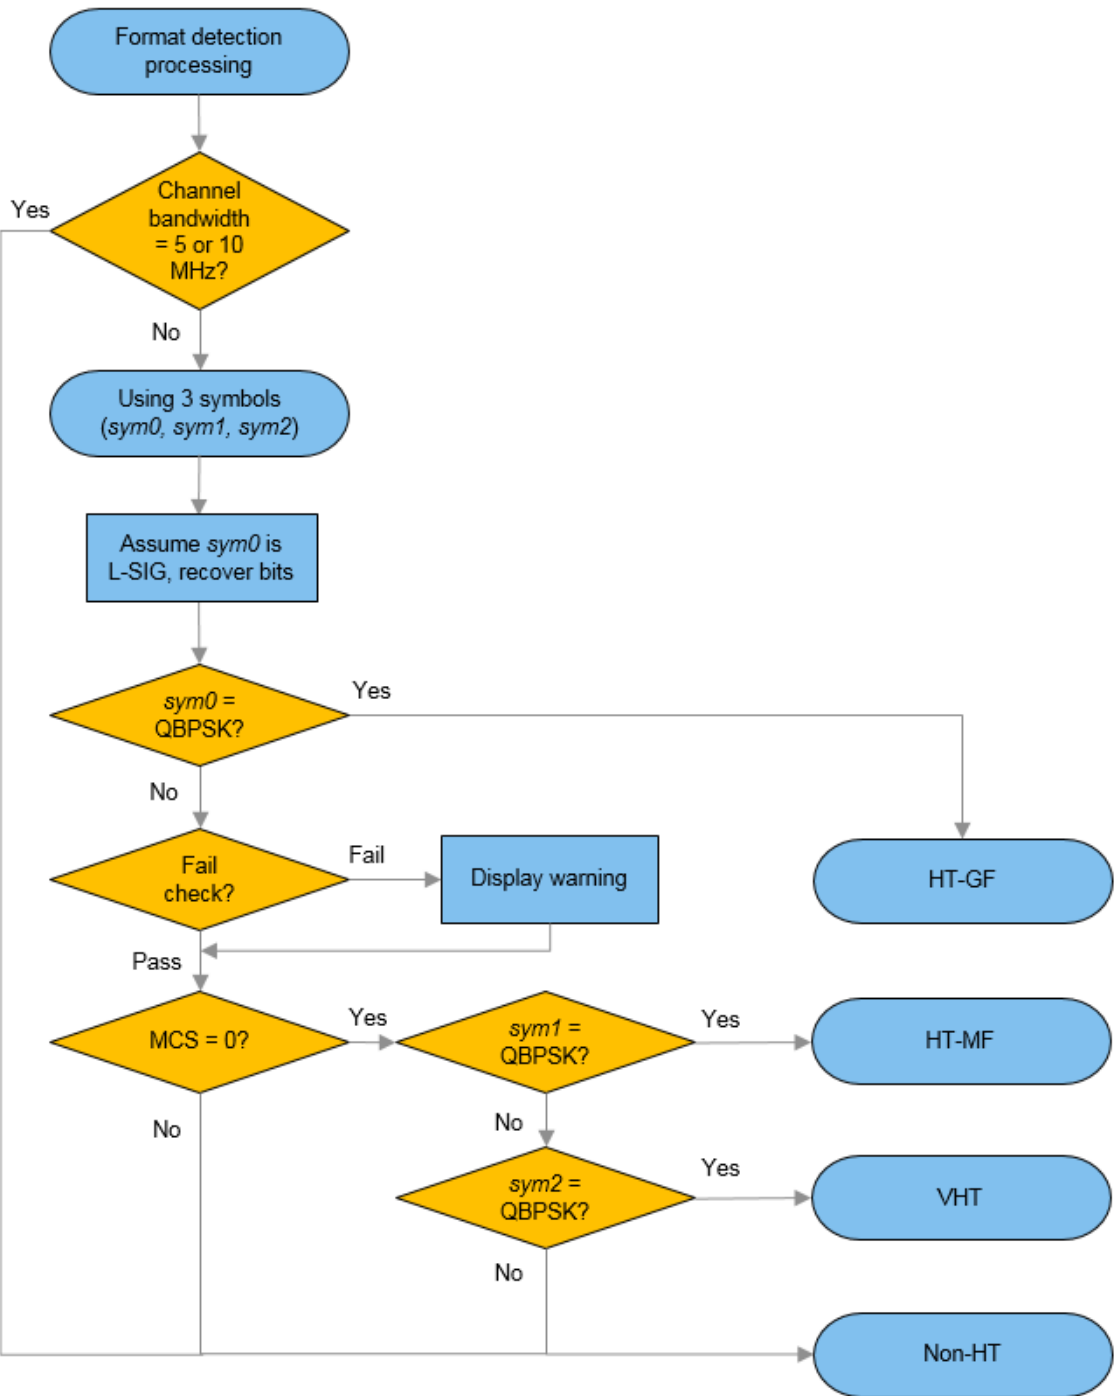 Format detection
processing
Yes
Channel
bandwidth
= 5 or 10
MHz?
No
Using 3 symbols
(sym0, sym1, sym2)
Assume sym0 is
L-SIG, recover bits
sym0 =
QBPSK?
Yes
No
Fail
check?
Fail
Display warning
HT-GF
Pass
MCS = 0?
Yes
sym1 =
QBPSK?
Yes
HT-MF
No
No
sym2 =
QBPSK?
Yes
VHT
No
Non-HT